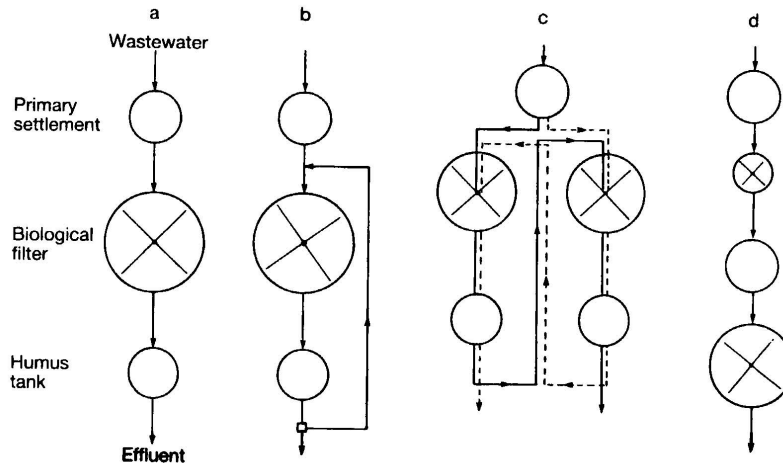 a
b
c
d
Wastewater
Primary
settlement
Biological
filter
Humus
tank
Effluent